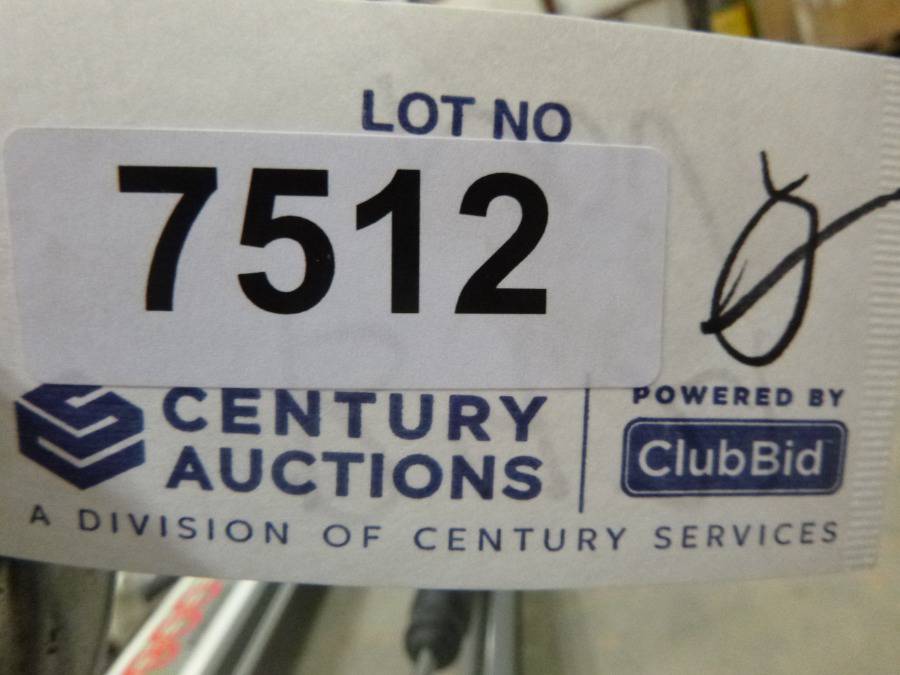 LOT NO
7512
CENTURY
AUCTIONS
POWERED BY
ClubBid
A DIVISION OF CENTURY SERVICES